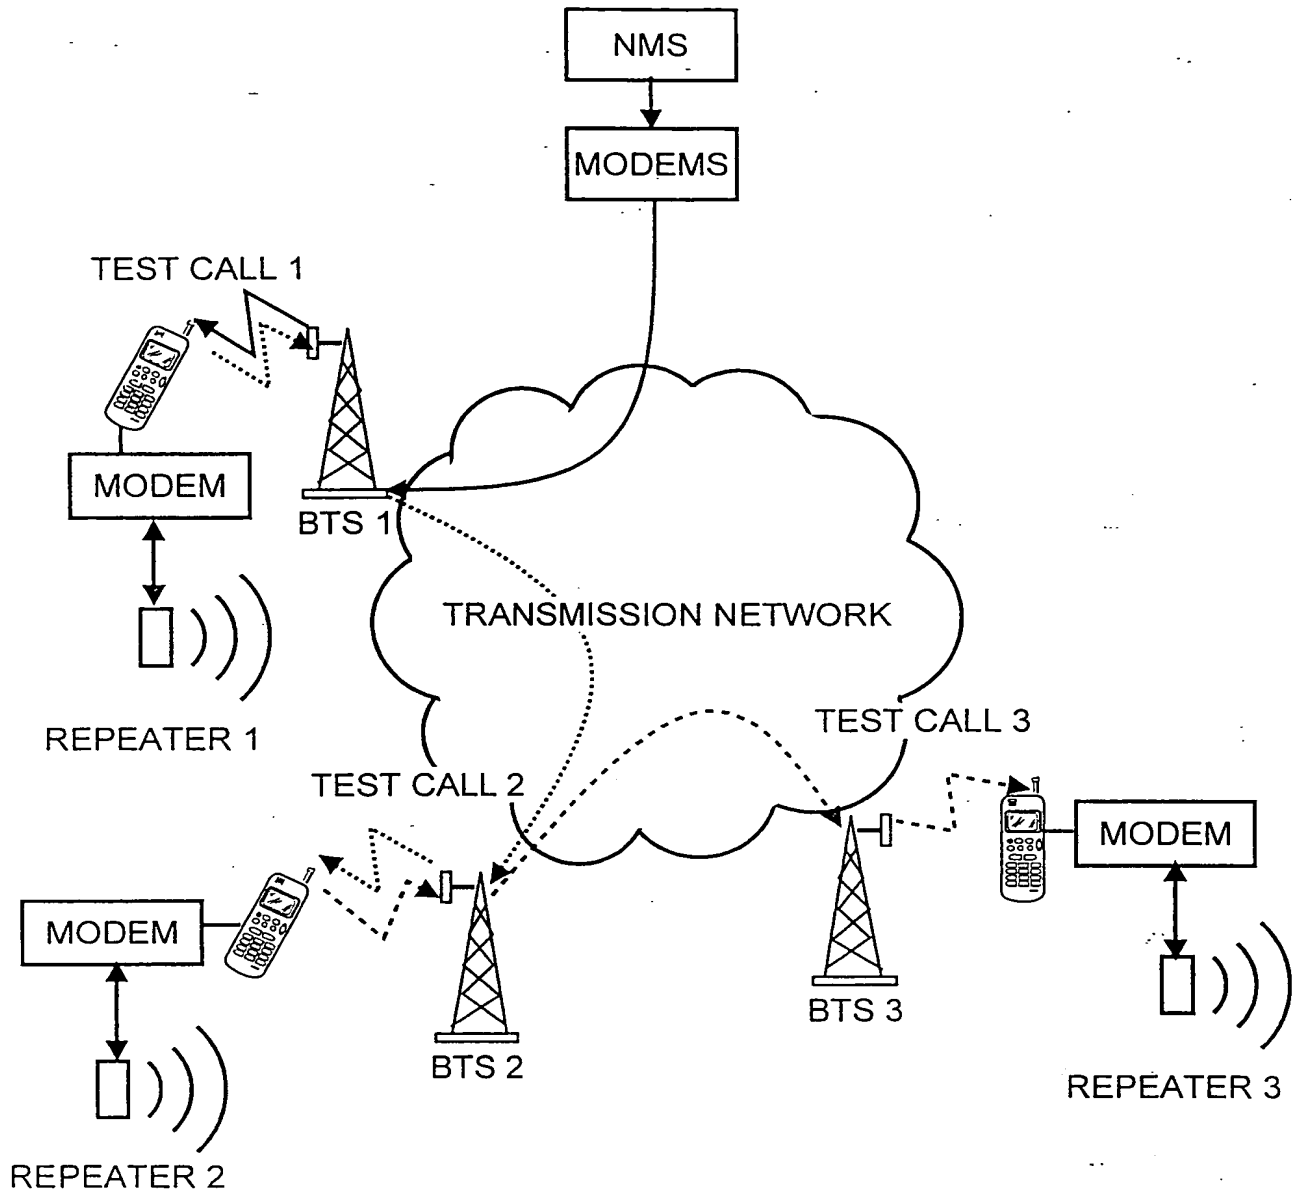 NMS
MODEMS
TEST CALL 1
MODEM
BTS 1
TRANSMISSION NETWORK
REPEATER 1
TEST CALL 3
TEST CALL 2
MODEM
MODEM
BTS 3
BTS 2
REPEATER 3
REPEATER 2